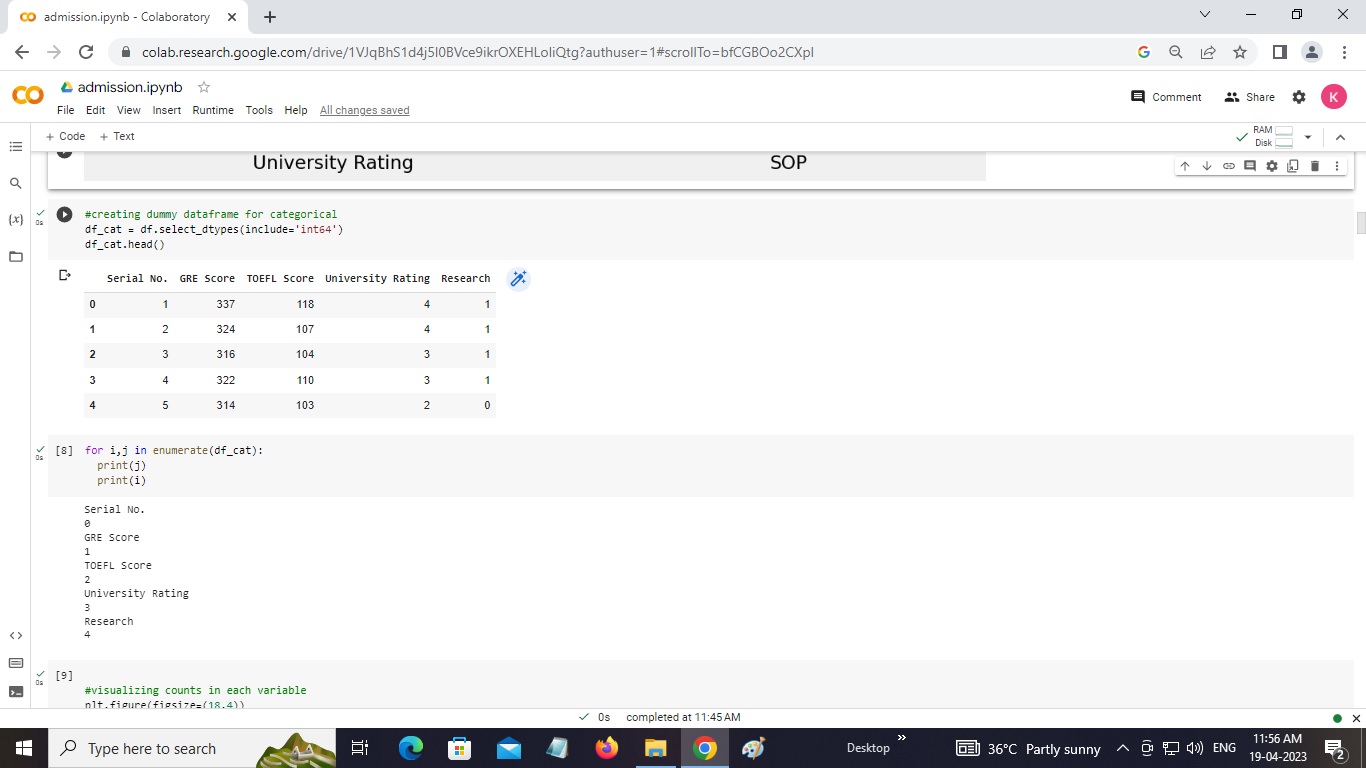 admission.ipynb - Colaboratory
colab.research.google.com/drive/1VJqBhS1d4j5I0BVce9ikrOXEHLoIiQtg?authuser=1#scrollTo=bfCGBOo2CXpl
admission.ipynb
File Edit View Insert Runtime Tools Help All changes saved
Comment Share K
+ Code + Text
RAM
Disk
University Rating SOP
0s
#creating dummy dataframe for categorical
df_cat = df.select_dtypes(include='int64')
df_cat.head()
{x}
Serial No. GRE Score TOEFL Score University Rating Research
0 1 337 118 4 1
1 2 324 107 4 1
2 3 316 104 3 1
3 4 322 110 3 1
4 5 314 103 2 0
0s
[8] for i,j in enumerate(df_cat):
print(j)
print(i)
Serial No.
0
GRE Score
1
TOEFL Score
2
University Rating
3
Research
4
0s
[9]
#visualizing counts in each variable
plt.figure(figsize=(18,4))
0s completed at 11:45 AM
Type here to search
Desktop
36°C Partly sunny
ENG
11:56 AM
19-04-2023
2